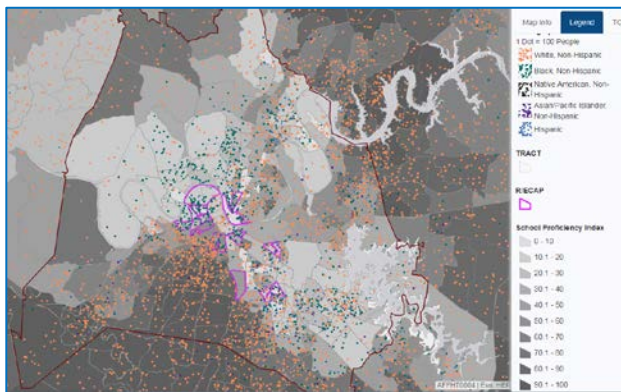 Map Info
Legend
1 Dot = 100 People
White, Non-Hispanic
Black, Non-Hispanic
Native American, Non-
Hispanic
Asian/Pacific Islander,
Non-Hispanic
Hispanic
TRACT
R/ECAP
School Proficiency Index
0 - 10
10.1 - 20
20.1 - 30
30.1 - 40
40.1 - 50
50.1 - 60
60.1 - 70
70.1 - 80
80.1 - 90
90.1 - 100